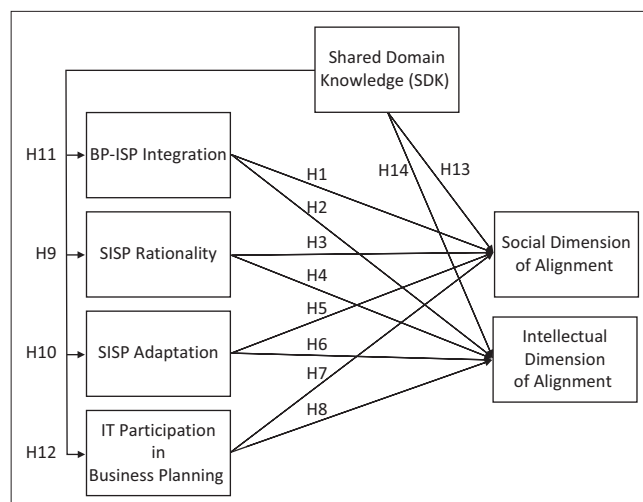 Shared Domain
Knowledge (SDK)
H11
BP-ISP Integration
H1
H2
H14
H13
H9
SISP Rationality
H3
H4
Social Dimension
of Alignment
H10
SISP Adaptation
H5
H6
Intellectual
Dimension
of Alignment
H12
IT Participation
in
Business Planning
H7
H8